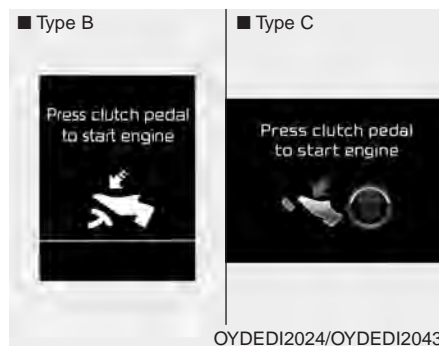 ■ Type B
■ Type C
Press clutch pedal
to start engine
Press clutch pedal
to start engine
OYDEDI2024/OYDEDI2043